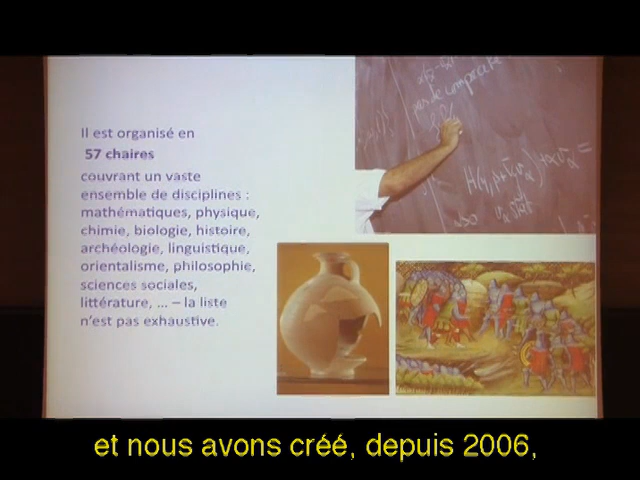 Il est organisé en
57 chaires
couvrant un vaste
ensemble de disciplines :
mathématiques, physique,
chimie, biologie, histoire,
archéologie, linguistique,
orientalisme, philosophie,
sciences sociales,
littérature, ... – la liste
n'est pas exhaustive.
et nous avons créé, depuis 2006,